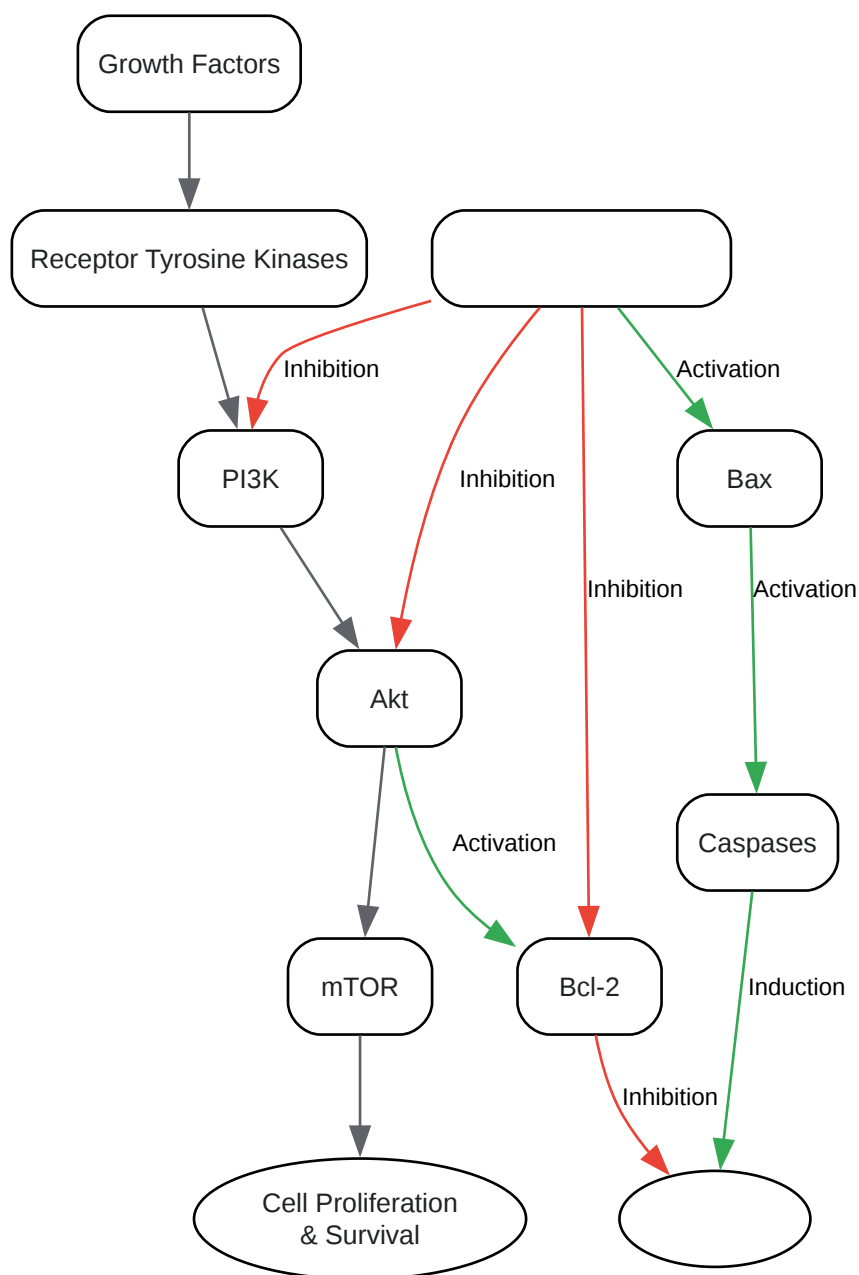 Growth Factors
Receptor Tyrosine Kinases
Inhibition
Activation
PI3K
Inhibition
Bax
Inhibition
Activation
Akt
Activation
Caspases
mTOR
Bcl-2
Induction
Inhibition
Cell Proliferation
& Survival